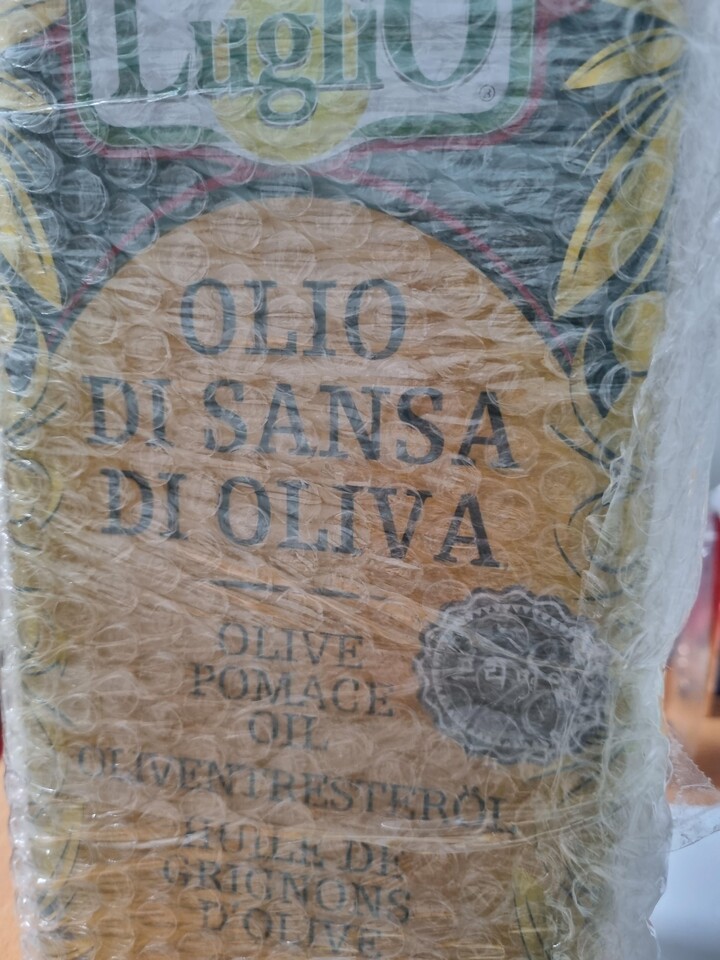 LugliO
®
OLIO
DI SANSA
DI OLIVA
OLIVE
POMACE
OIL
OLIVENTRESTERÖL
HUILE DE
GRIGNONS
D'OLIVE